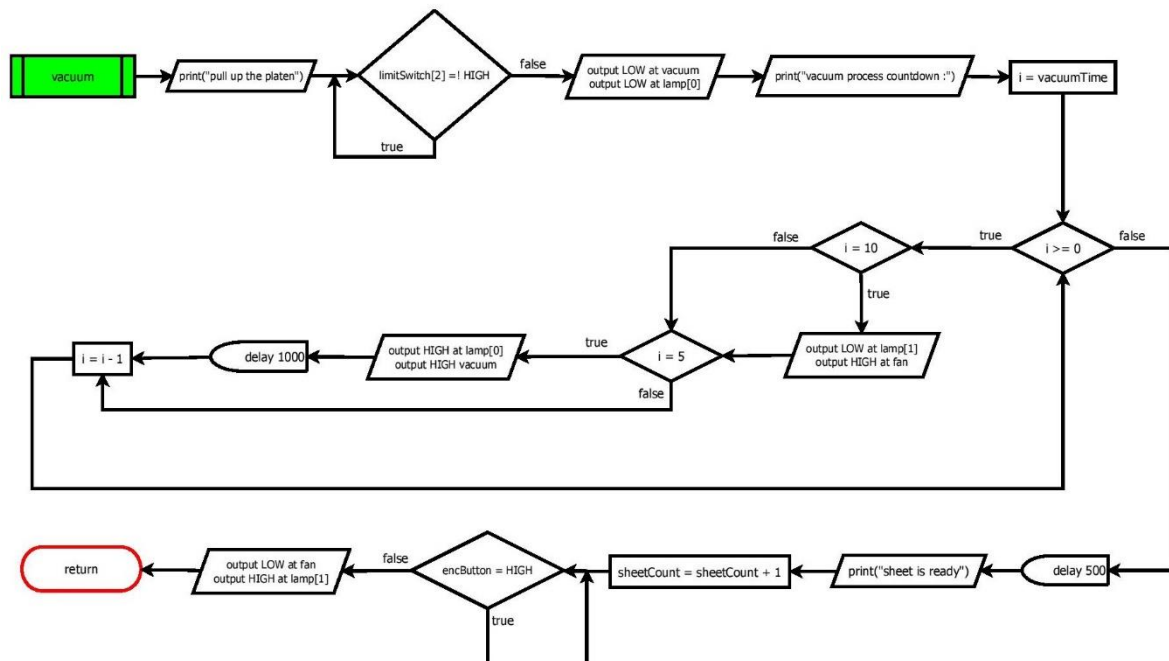 vacuum
print("pull up the platen")
limitSwitch[2] =! HIGH
false
true
output LOW at vacuum
output LOW at lamp[0]
print("vacuum process countdown :")
i = vacuumTime
i >= 0
true
false
i = 10
false
true
output LOW at lamp[1]
output HIGH at fan
i = 5
true
false
output HIGH at lamp[0]
output HIGH vacuum
delay 1000
i = i - 1
delay 500
print("sheet is ready")
sheetCount = sheetCount + 1
encButton = HIGH
true
false
output LOW at fan
output HIGH at lamp[1]
return